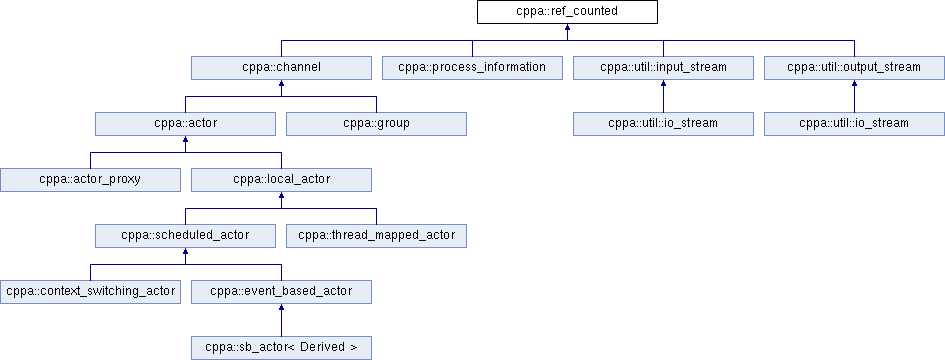 cppa::ref_counted
cppa::channel
cppa::process_information
cppa::util::input_stream
cppa::util::output_stream
cppa::actor
cppa::group
cppa::util::io_stream
cppa::util::io_stream
cppa::actor_proxy
cppa::local_actor
cppa::scheduled_actor
cppa::thread_mapped_actor
cppa::context_switching_actor
cppa::event_based_actor
cppa::sb_actor< Derived >